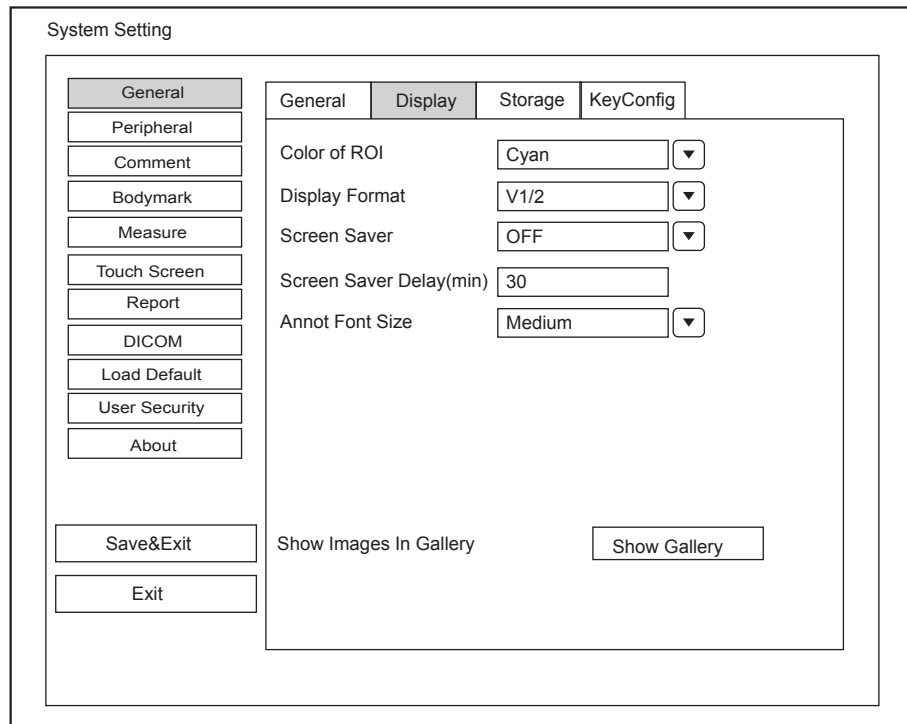 System Setting
General
Peripheral
Comment
Bodymark
Measure
Touch Screen
Report
DICOM
Load Default
User Security
About
Save&Exit
Exit
General Display Storage KeyConfig
Color of ROI Cyan
Display Format V1/2
Screen Saver OFF
Screen Saver Delay(min) 30
Annot Font Size Medium
Show Images In Gallery Show Gallery